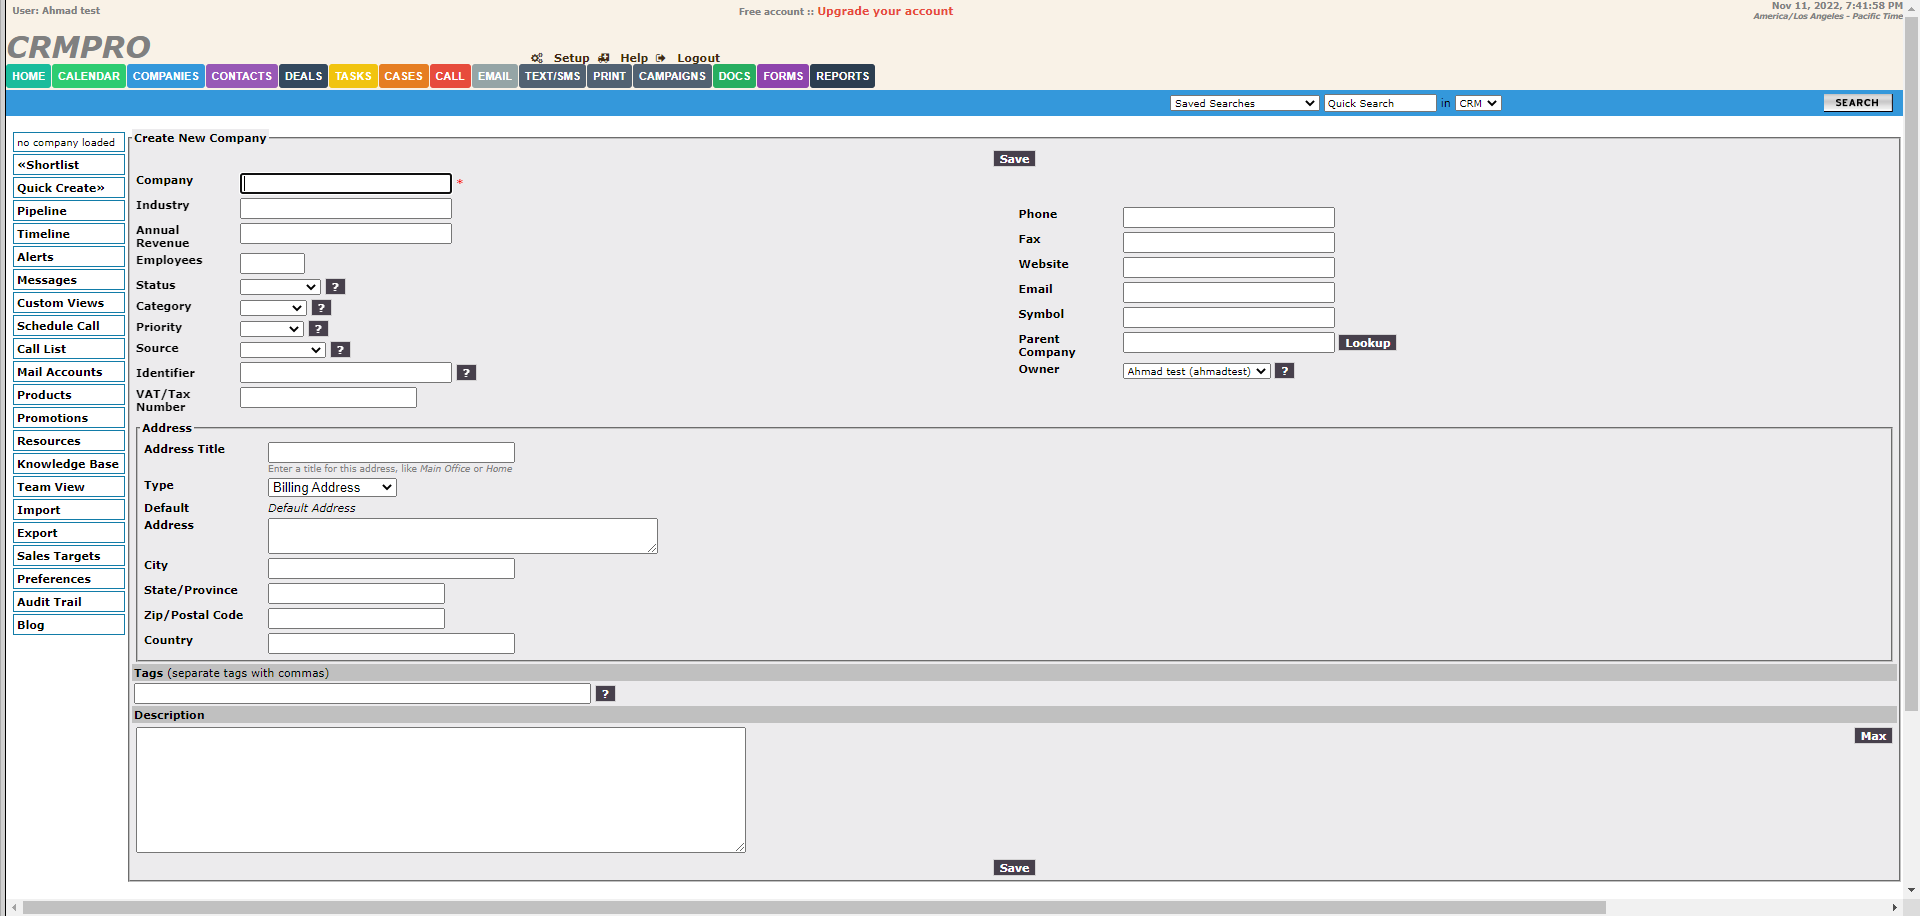 User: Ahmad test
Free account :: Upgrade your account
Nov 11, 2022, 7:41:58 PM
America/Los Angeles - Pacific Time
CRMPRO
Setup Help Logout
HOME CALENDAR COMPANIES CONTACTS DEALS TASKS CASES CALL EMAIL TEXT/SMS PRINT CAMPAIGNS DOCS FORMS REPORTS
Saved Searches Quick Search in CRM SEARCH
no company loaded
«Shortlist
Quick Create»
Pipeline
Timeline
Alerts
Messages
Custom Views
Schedule Call
Call List
Mail Accounts
Products
Promotions
Resources
Knowledge Base
Team View
Import
Export
Sales Targets
Preferences
Audit Trail
Blog
Create New Company
Save
Company *
Industry
Annual
Revenue
Employees
Status ?
Category ?
Priority ?
Source ?
Identifier ?
VAT/Tax
Number
Phone
Fax
Website
Email
Symbol
Parent
Company
Lookup
Owner Ahmad test (ahmadtest) ?
Address
Address Title
Enter a title for this address, like Main Office or Home
Type Billing Address
Default Default Address
Address
City
State/Province
Zip/Postal Code
Country
Tags (separate tags with commas)
?
Description
Max
Save